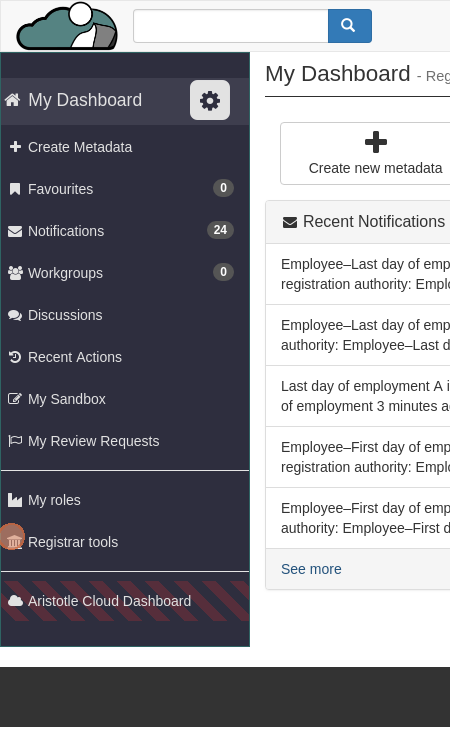 My Dashboard
Create Metadata
Favourites 0
Notifications 24
Workgroups 0
Discussions
Recent Actions
My Sandbox
My Review Requests
My roles
Registrar tools
Aristotle Cloud Dashboard
My Dashboard - Reg
Create new metadata
Recent Notifications
Employee–Last day of emp
registration authority: Emplo
Employee–Last day of emp
authority: Employee–Last d
Last day of employment A i
of employment 3 minutes a
Employee–First day of emp
registration authority: Emplo
Employee–First day of emp
authority: Employee–First d
See more